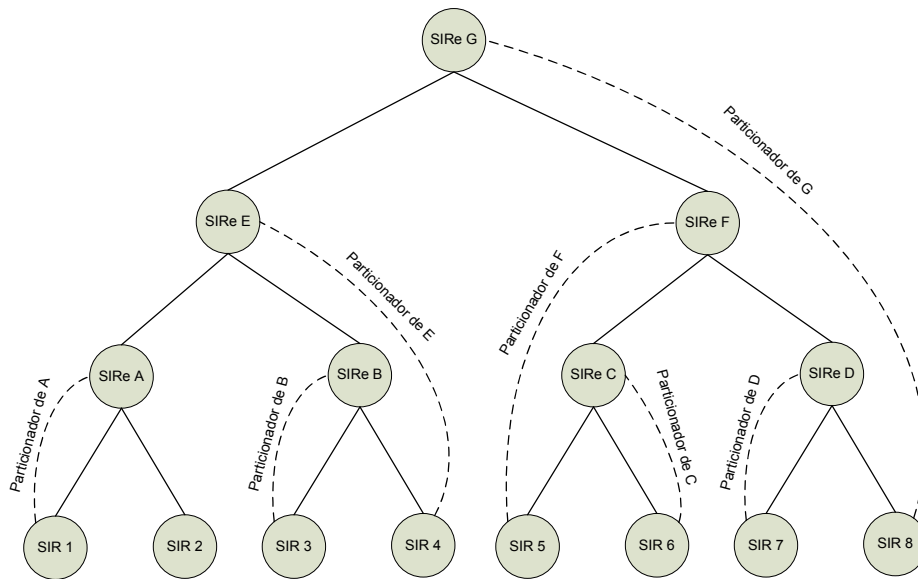 SIRe G
Particionador de G
SIRe E
SIRe F
Particionador de E
Particionador de F
SIRe A
SIRe B
SIRe C
SIRe D
Particionador de A
Particionador de B
Particionador de C
Particionador de D
SIR 1
SIR 2
SIR 3
SIR 4
SIR 5
SIR 6
SIR 7
SIR 8